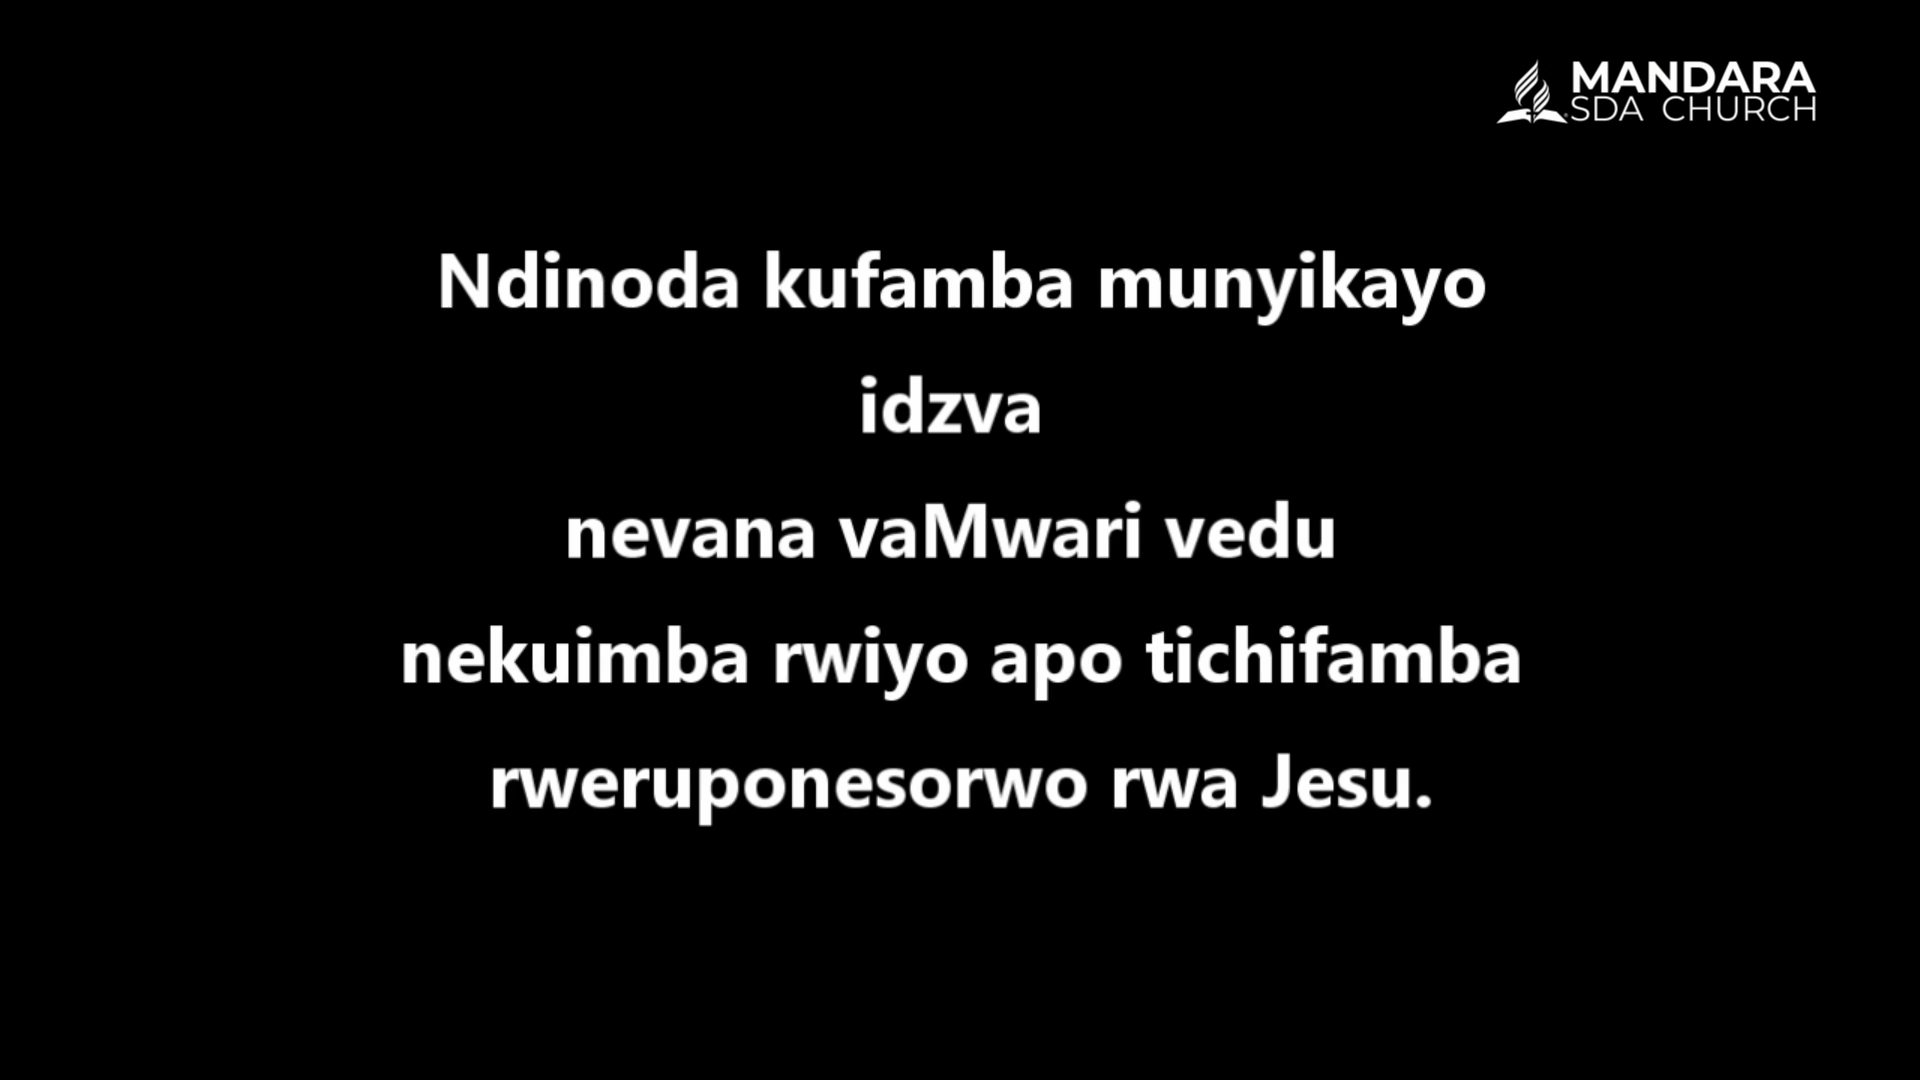 MANDARA
SDA CHURCH
Ndinoda kufamba munyikayo
idzva
nevana vaMwari vedu
nekuimba rwiyo apo tichifamba
rweruponesorwo rwa Jesu.